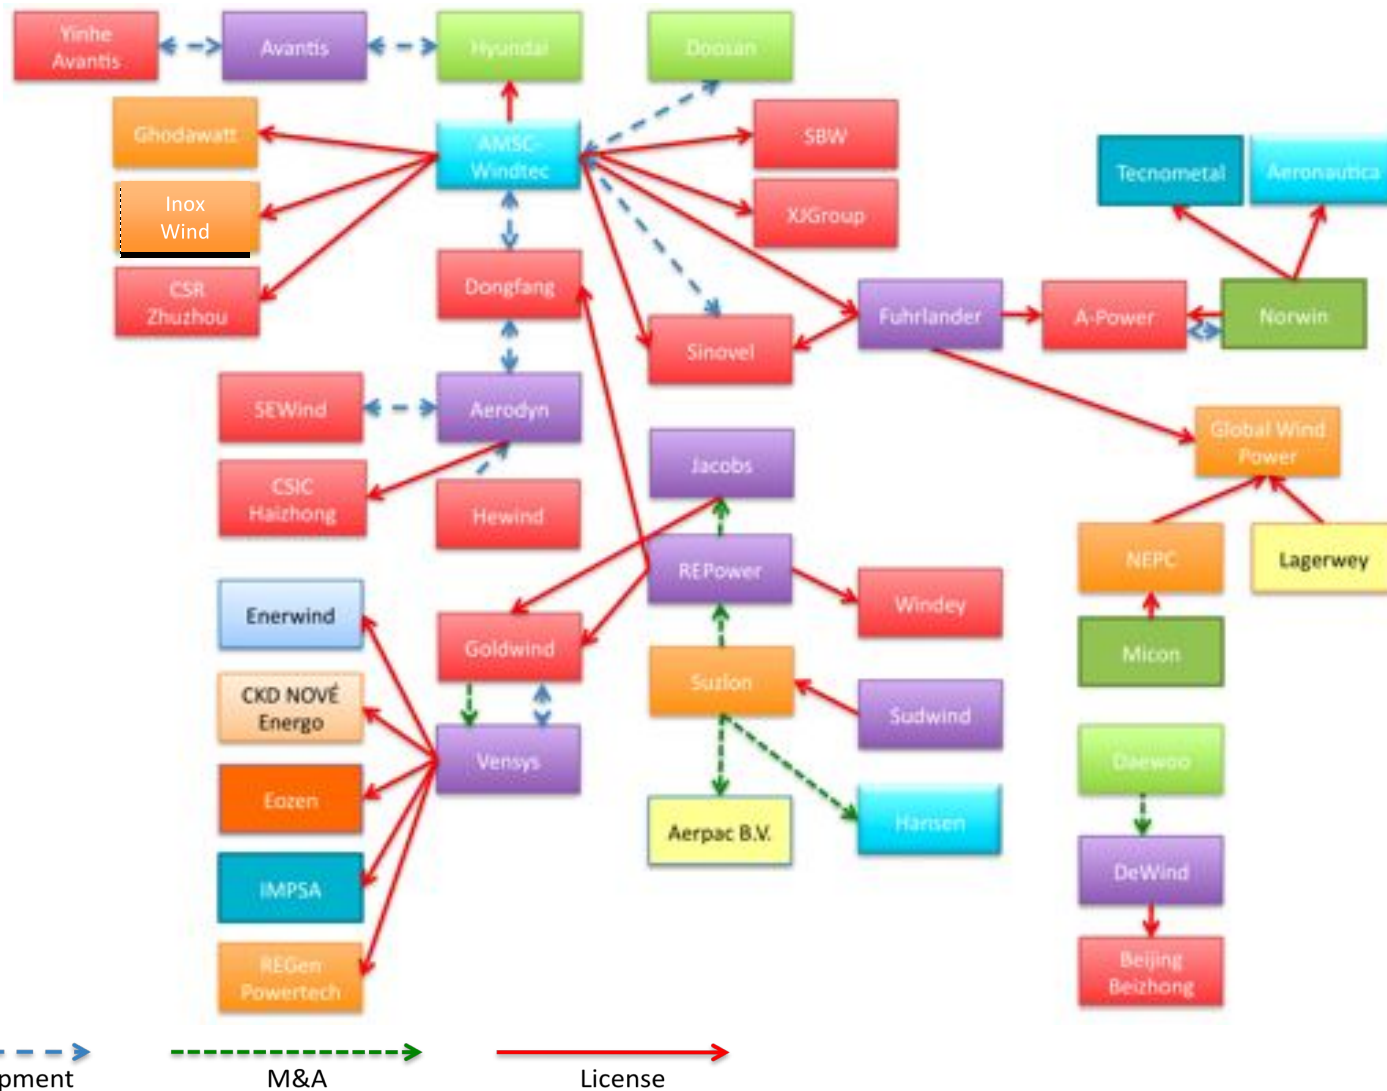 Yinhe
Avantis
Avantis
Hyundai
Doosan
Ghodawatt
AMSC-
Windtec
SBW
Tecnometal
Aeronautica
Inox
Wind
XJGroup
CSR
Zhuzhou
Dongfang
Sinovel
Fuhrlander
A-Power
Norwin
SEWind
Aerodyn
Global Wind
Power
Jacobs
CSIC
Haizhong
Hewind
REPower
NEPC
Lagerwey
Enerwind
Goldwind
Windey
Micon
CKD NOVÉ
Energo
Suzlon
Sudwind
Vensys
Daewoo
Eozen
Aerpac B.V.
Hansen
DeWind
IMPSA
REGen
Powertech
Beijing
Beizhong
pment
M&A
License